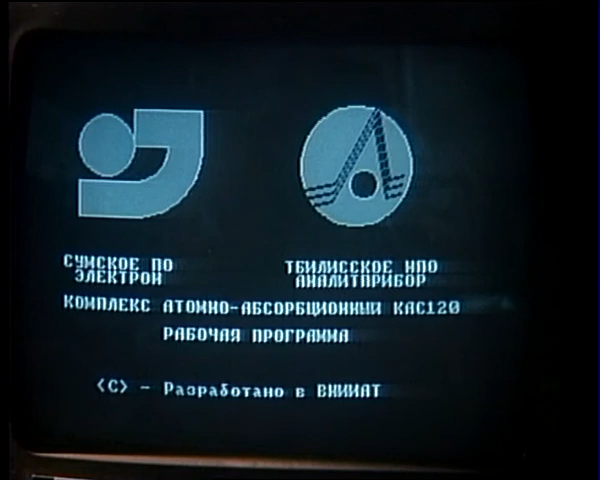 СУМСКОЕ ПО
ЭЛЕКТРОН
ТБИЛИССКОЕ НПО
АНАЛИТПРИБОР
КОМПЛЕКС АТОМНО-АБСОРБЦИОННЫЙ КАС120
РАБОЧАЯ ПРОГРАММА
<С> - Разработано в ВНИИАТ